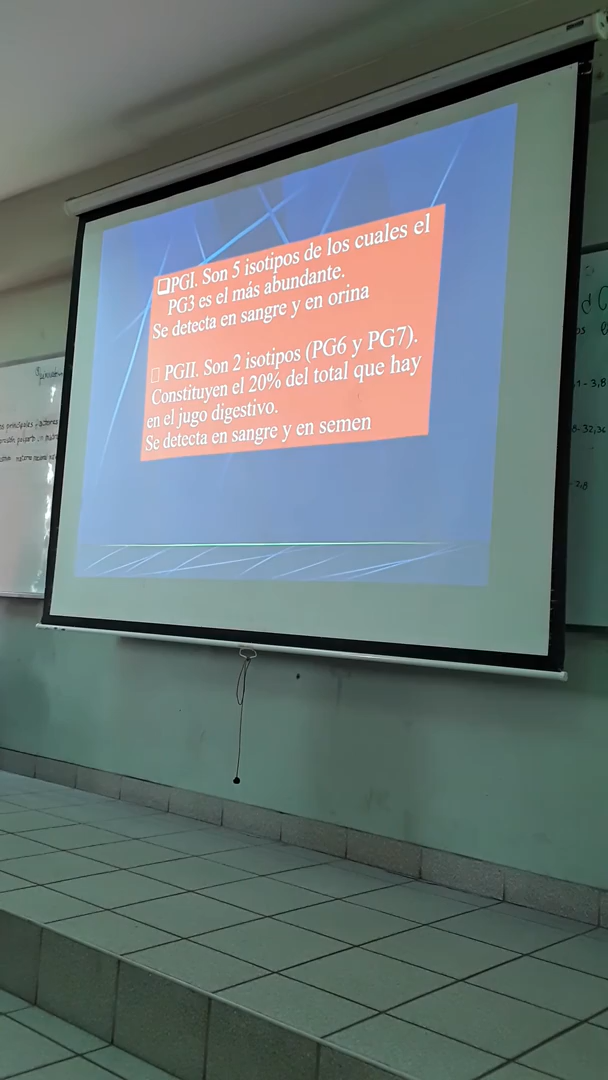 ❑PGI. Son 5 isotipos de los cuales el
PG3 es el más abundante.
Se detecta en sangre y en orina
□ PGII. Son 2 isotipos (PG6 y PG7).
Constituyen el 20% del total que hay
en el jugo digestivo.
Se detecta en sangre y en semen
principales